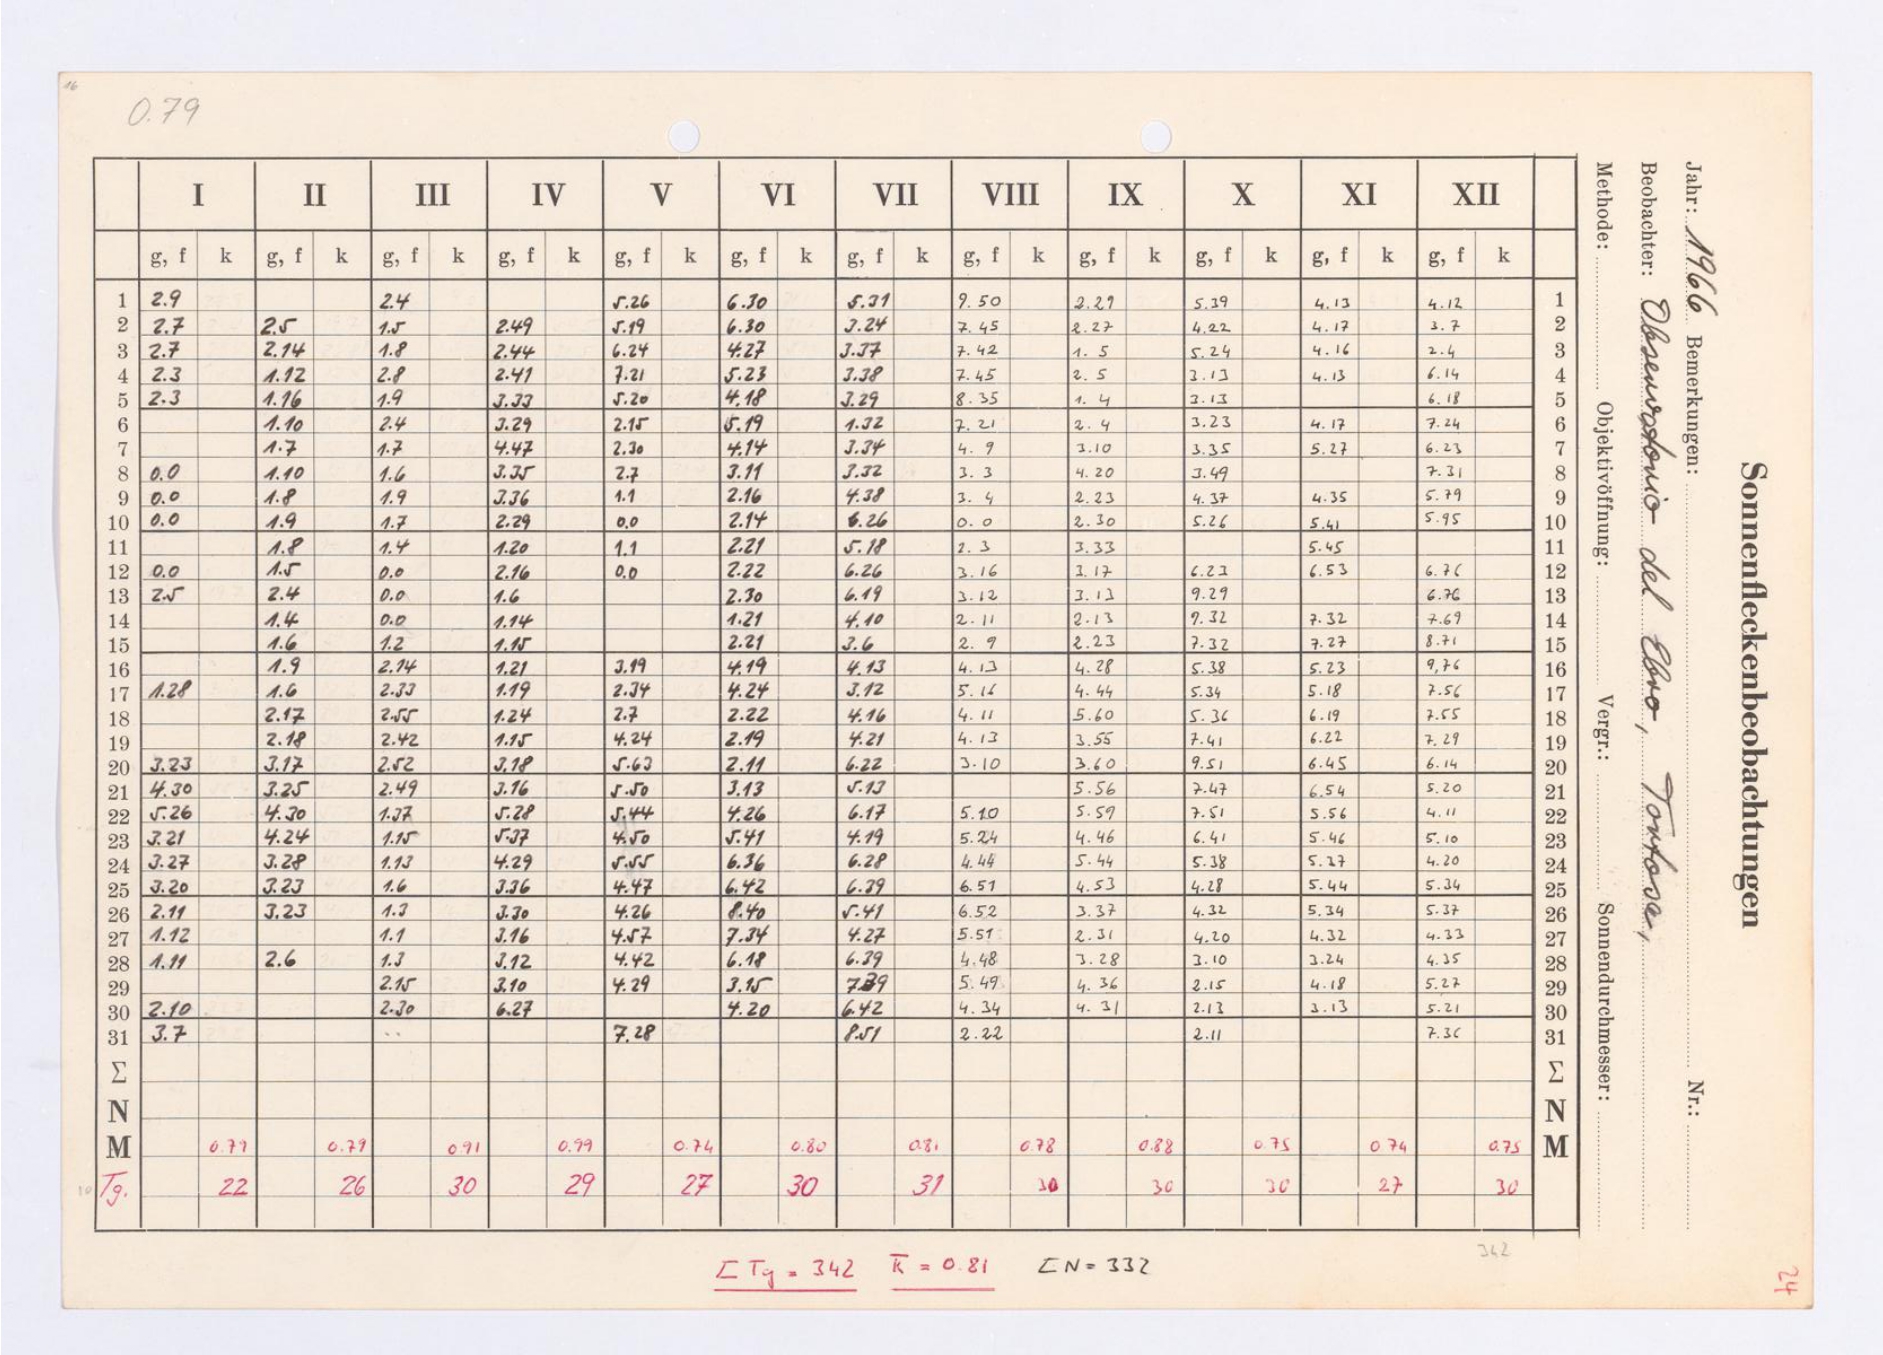 16
0.79
I II III IV V VI VII VIII IX X XI XII
g, f k g, f k g, f k g, f k g, f k g, f k g, f k g, f k g, f k g, f k g, f k g, f k
1 2.9 2.4 5.26 6.30 5.31 9.50 2.29 5.39 4.13 4.12 1
2 2.7 2.5 1.5 2.49 5.19 6.30 3.24 7.45 2.27 4.22 4.17 3.7 2
3 2.7 2.14 1.8 2.44 6.24 4.27 3.37 7.42 1.5 5.24 4.16 2.4 3
4 2.3 1.12 2.8 2.41 7.21 5.23 3.38 7.45 2.5 3.13 4.13 6.14 4
5 2.3 1.16 1.9 3.33 5.20 4.18 3.29 8.35 1.4 3.13 6.18 5
6 1.10 2.4 3.29 2.15 5.19 1.32 7.21 2.4 3.23 4.17 7.24 6
7 1.7 1.7 4.47 2.30 4.14 3.34 4.9 3.10 3.35 5.27 6.23 7
8 0.0 1.10 1.6 3.35 2.7 3.11 3.32 3.3 4.20 3.49 7.31 8
9 0.0 1.8 1.9 3.36 1.1 2.16 4.38 3.4 2.23 4.37 4.35 5.79 9
10 0.0 1.9 1.7 2.29 0.0 2.14 6.26 0.0 2.30 5.26 5.41 5.95 10
11 1.8 1.4 1.20 1.1 2.21 5.18 2.3 3.33 5.45 11
12 0.0 1.5 0.0 2.16 0.0 2.22 6.26 3.16 3.17 6.23 6.53 6.76 12
13 2.5 2.4 0.0 1.6 2.30 6.19 3.12 3.13 9.29 6.76 13
14 1.4 0.0 1.14 1.21 4.10 2.11 2.13 9.32 7.32 7.69 14
15 1.6 1.2 1.15 2.21 3.6 2.9 2.23 7.32 7.27 8.71 15
16 1.9 2.14 1.21 3.19 4.19 4.13 4.13 4.28 5.38 5.23 9,76 16
17 1.28 1.6 2.33 1.19 2.34 4.24 3.12 5.16 4.44 5.34 5.18 7.56 17
18 2.17 2.55 1.24 2.7 2.22 4.16 4.11 5.60 5.36 6.19 7.55 18
19 2.18 2.42 1.15 4.24 2.19 4.21 4.13 3.55 7.41 6.22 7.29 19
20 3.23 3.17 2.52 3.18 5.63 2.11 6.22 3.10 3.60 9.51 6.45 6.14 20
21 4.30 3.25 2.49 3.16 5.50 3.13 5.13 5.56 7.47 6.54 5.20 21
22 5.26 4.30 1.37 5.28 5.44 4.26 6.17 5.10 5.59 7.51 5.56 4.11 22
23 3.21 4.24 1.15 5.37 4.50 5.41 4.19 5.24 4.46 6.41 5.46 5.10 23
24 3.27 3.28 1.13 4.29 5.55 6.36 6.28 4.44 5.44 5.38 5.37 4.20 24
25 3.20 3.23 1.6 3.36 4.47 6.42 6.39 6.51 4.53 4.28 5.44 5.34 25
26 2.11 3.23 1.3 3.30 4.26 8.40 5.41 6.52 3.37 4.32 5.34 5.37 26
27 1.12 1.1 3.16 4.57 7.34 4.27 5.51 2.31 4.20 4.32 4.33 27
28 1.11 2.6 1.3 3.12 4.42 6.18 6.39 4.48 3.28 3.10 3.24 4.35 28
29 2.15 3.10 4.29 3.15 7.39 5.49 4.36 2.15 4.18 5.27 29
30 2.10 2.30 6.27 4.20 6.42 4.34 4.31 2.13 3.13 5.21 30
31 3.7 .. 7.28 8.51 2.22 2.11 7.36 31
Σ Σ
N N
M 0.79 0.79 0.91 0.99 0.74 0.80 0.81 0.78 0.88 0.75 0.74 0.75 M
Tg. 22 26 30 29 27 30 31 30 30 30 27 30
Σ Tg = 342 k̄ = 0.81 ΣN = 332
342
24
Sonnenfleckenbeobachtungen
Jahr: 1966 Bemerkungen: Nr.:
Beobachter: Observatorio del Ebro, Tortosa,
Methode: Objektivöffnung: Vergr.: Sonnendurchmesser: